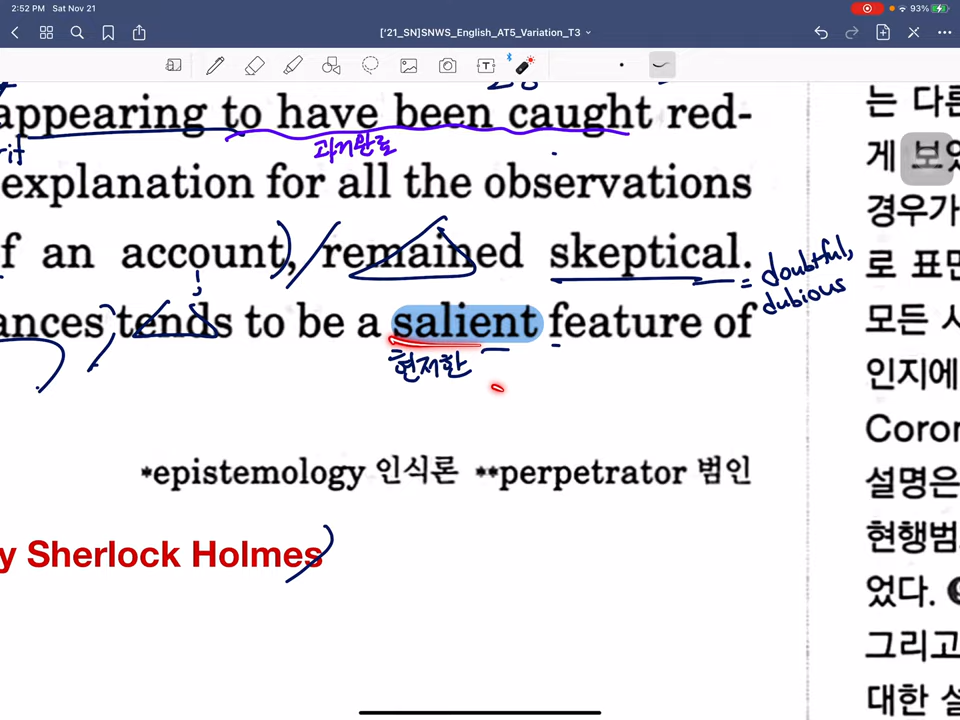 2:52 PM Sat Nov 21
93%
['21_SN]SNWS_English_AT5_Variation_T3
appearing to have been caught red-
과거완료
explanation for all the observations
f an account, remained skeptical.
= doubtful,
dubious
ances tends to be a salient feature of
현저한
*epistemology 인식론 **perpetrator 범인
y Sherlock Holmes
는 다른
게 보았
경우가
로 표면
모든 사
인지에
Coron
설명은
현행범
었다.
그리고
대한 설